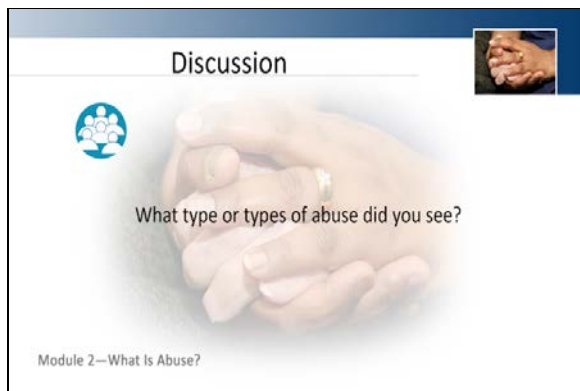 Discussion
What type or types of abuse did you see?
Module 2—What Is Abuse?